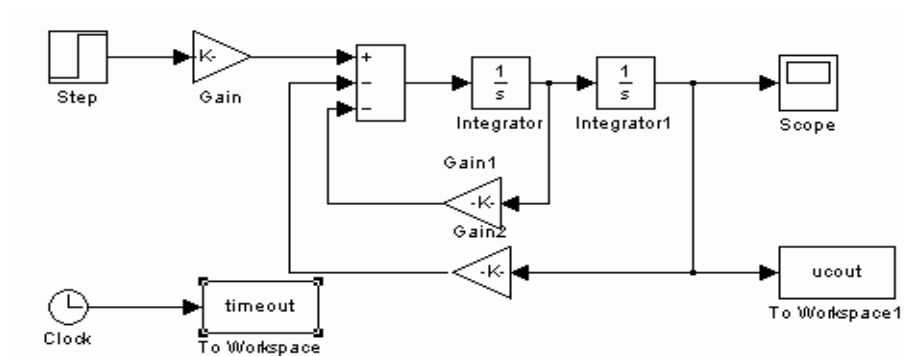 K-
Step
Gain
+
−
−
1
s
Integrator
1
s
Integrator1
Scope
Gain1
-K-
Gain2
-K-
ucout
To Workspace1
timeout
Clock
To Workspace